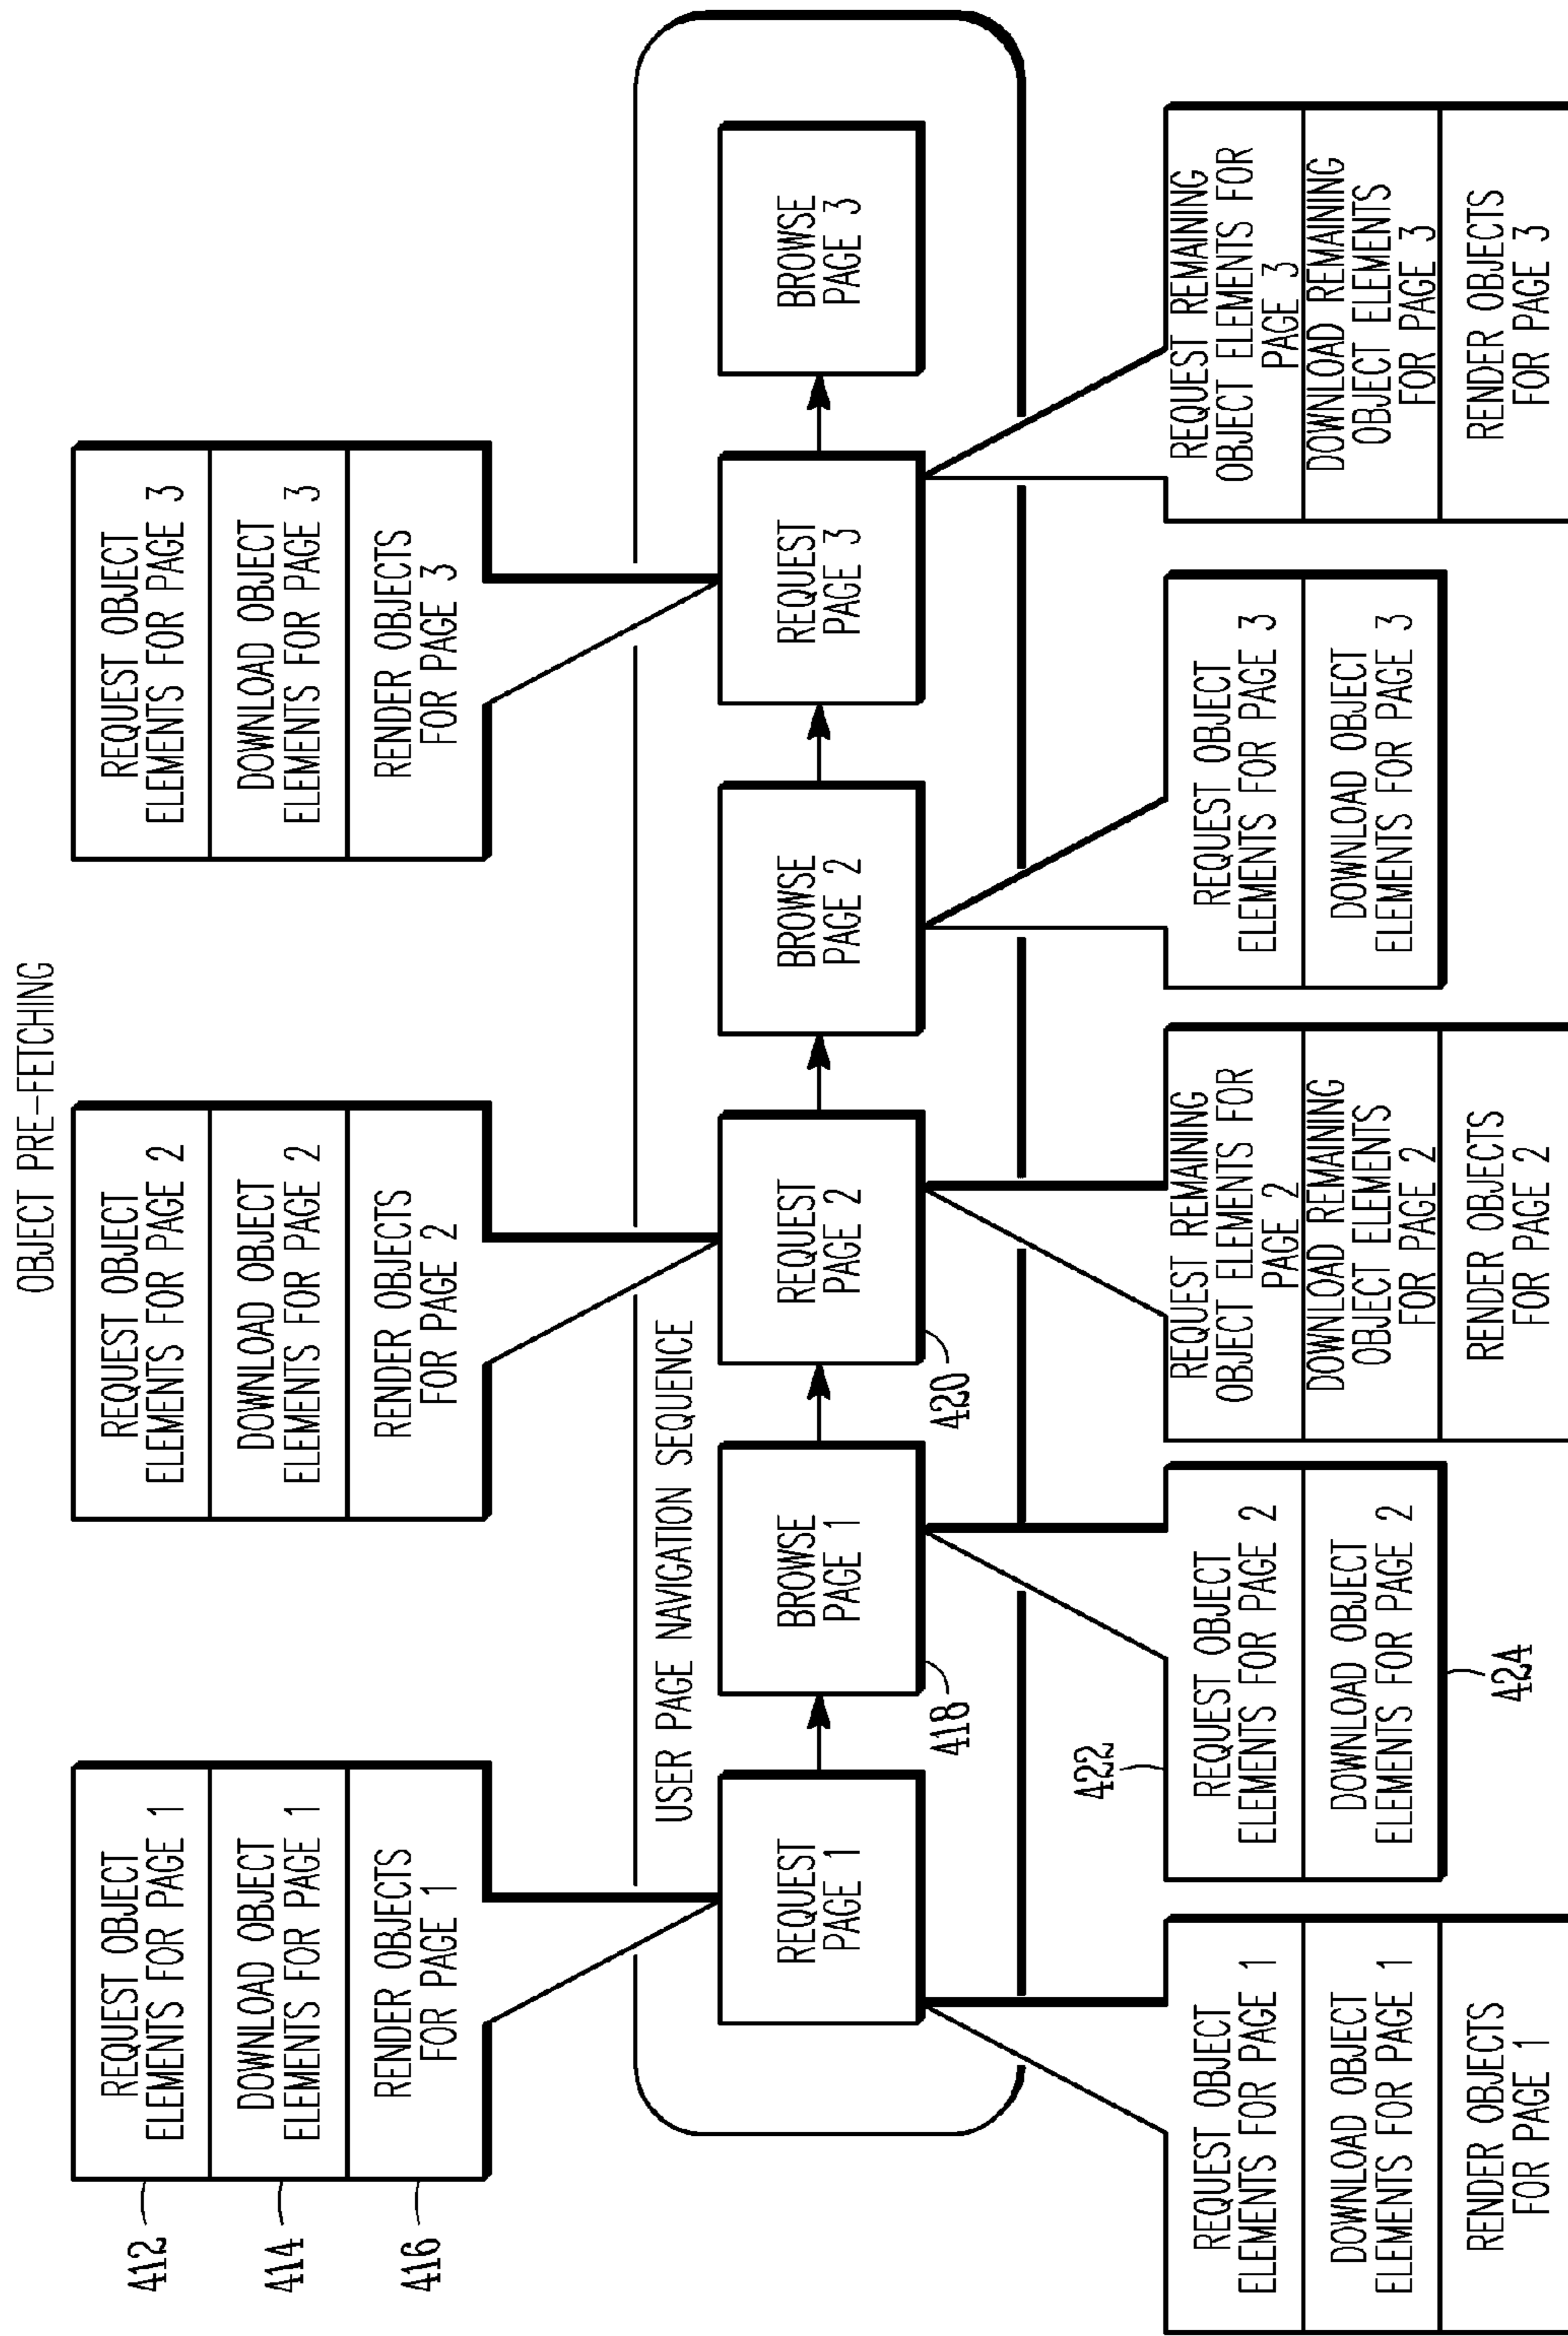 OBJECT PRE-FETCHING
412
REQUEST OBJECT
ELEMENTS FOR PAGE 1
414
DOWNLOAD OBJECT
ELEMENTS FOR PAGE 1
416
RENDER OBJECTS
FOR PAGE 1
REQUEST OBJECT
ELEMENTS FOR PAGE 2
DOWNLOAD OBJECT
ELEMENTS FOR PAGE 2
RENDER OBJECTS
FOR PAGE 2
REQUEST OBJECT
ELEMENTS FOR PAGE 3
DOWNLOAD OBJECT
ELEMENTS FOR PAGE 3
RENDER OBJECTS
FOR PAGE 3
USER PAGE NAVIGATION SEQUENCE
REQUEST
PAGE 1
BROWSE
PAGE 1
418
REQUEST
PAGE 2
420
BROWSE
PAGE 2
REQUEST
PAGE 3
BROWSE
PAGE 3
REQUEST OBJECT
ELEMENTS FOR PAGE 1
DOWNLOAD OBJECT
ELEMENTS FOR PAGE 1
RENDER OBJECTS
FOR PAGE 1
422
REQUEST OBJECT
ELEMENTS FOR PAGE 2
DOWNLOAD OBJECT
ELEMENTS FOR PAGE 2
424
REQUEST REMAINING
OBJECT ELEMENTS FOR
PAGE 2
DOWNLOAD REMAINING
OBJECT ELEMENTS
FOR PAGE 2
RENDER OBJECTS
FOR PAGE 2
REQUEST OBJECT
ELEMENTS FOR PAGE 3
DOWNLOAD OBJECT
ELEMENTS FOR PAGE 3
REQUEST REMAINING
OBJECT ELEMENTS FOR
PAGE 3
DOWNLOAD REMAINING
OBJECT ELEMENTS
FOR PAGE 3
RENDER OBJECTS
FOR PAGE 3